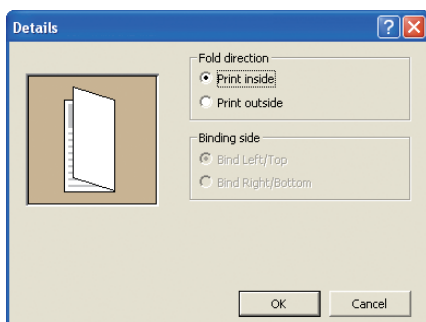 Details
Fold direction
Print inside
Print outside
Binding side
Bind Left/Top
Bind Right/Bottom
OK Cancel